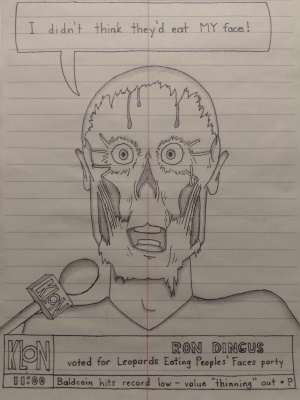 I didn't think they'd eat MY face!
KLON
KLON
RON DINGUS
voted for Leopards Eating Peoples' Faces party
11:00
Baldcoin hits record low - value "thinning" out • P